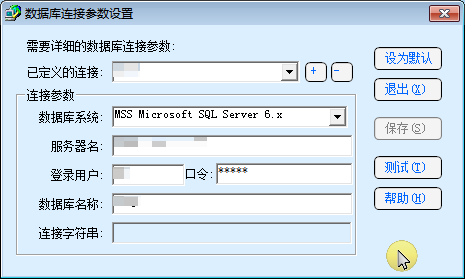 数据库连接参数设置
需要详细的数据库连接参数:
已定义的连接: + -
设为默认
退出(X)
连接参数
数据库系统: MSS Microsoft SQL Server 6.x
保存(S)
服务器名:
登录用户: 口令: *****
测试(T)
数据库名称:
帮助(H)
连接字符串: